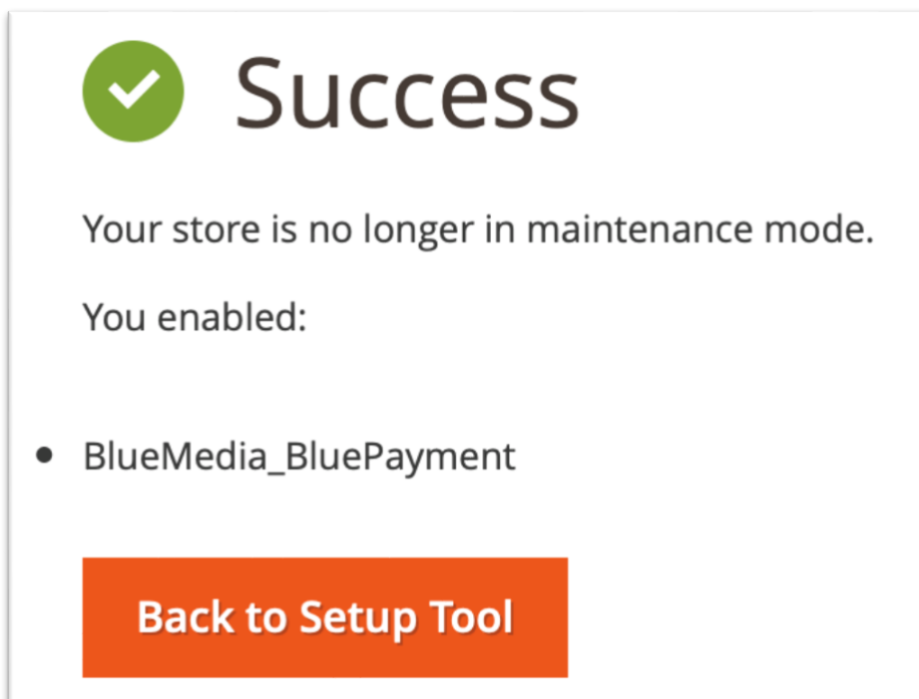 Success
Your store is no longer in maintenance mode.
You enabled:
BlueMedia_BluePayment
Back to Setup Tool